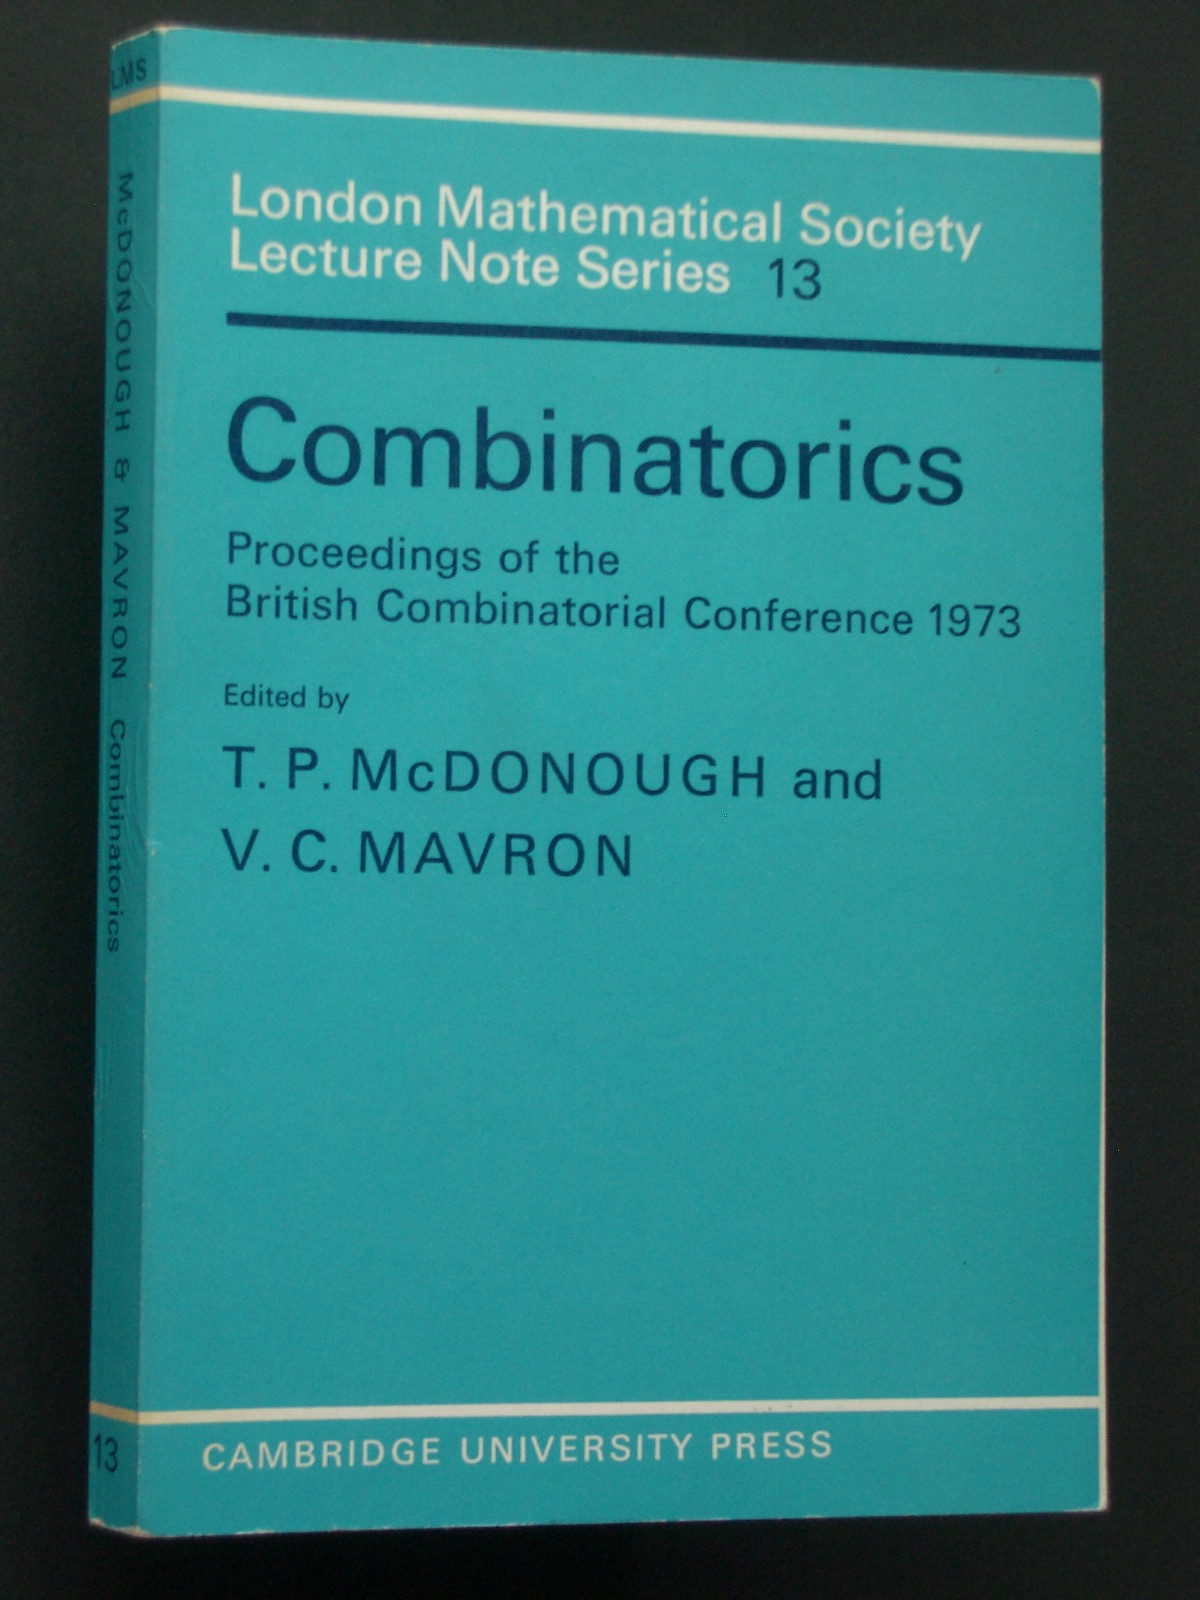 LMS
McDONOUGH & MAVRON Combinatorics
13
London Mathematical Society
Lecture Note Series 13
Combinatorics
Proceedings of the
British Combinatorial Conference 1973
Edited by
T. P. McDONOUGH and
V. C. MAVRON
CAMBRIDGE UNIVERSITY PRESS